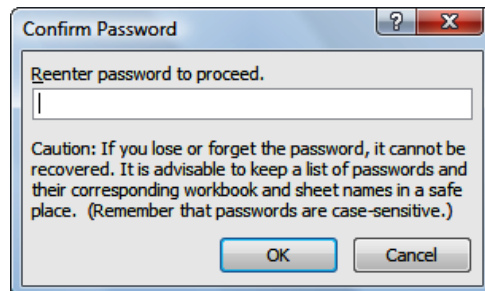 Confirm Password
Reenter password to proceed.
Caution: If you lose or forget the password, it cannot be
recovered. It is advisable to keep a list of passwords and
their corresponding workbook and sheet names in a safe
place.  (Remember that passwords are case-sensitive.)
OK Cancel